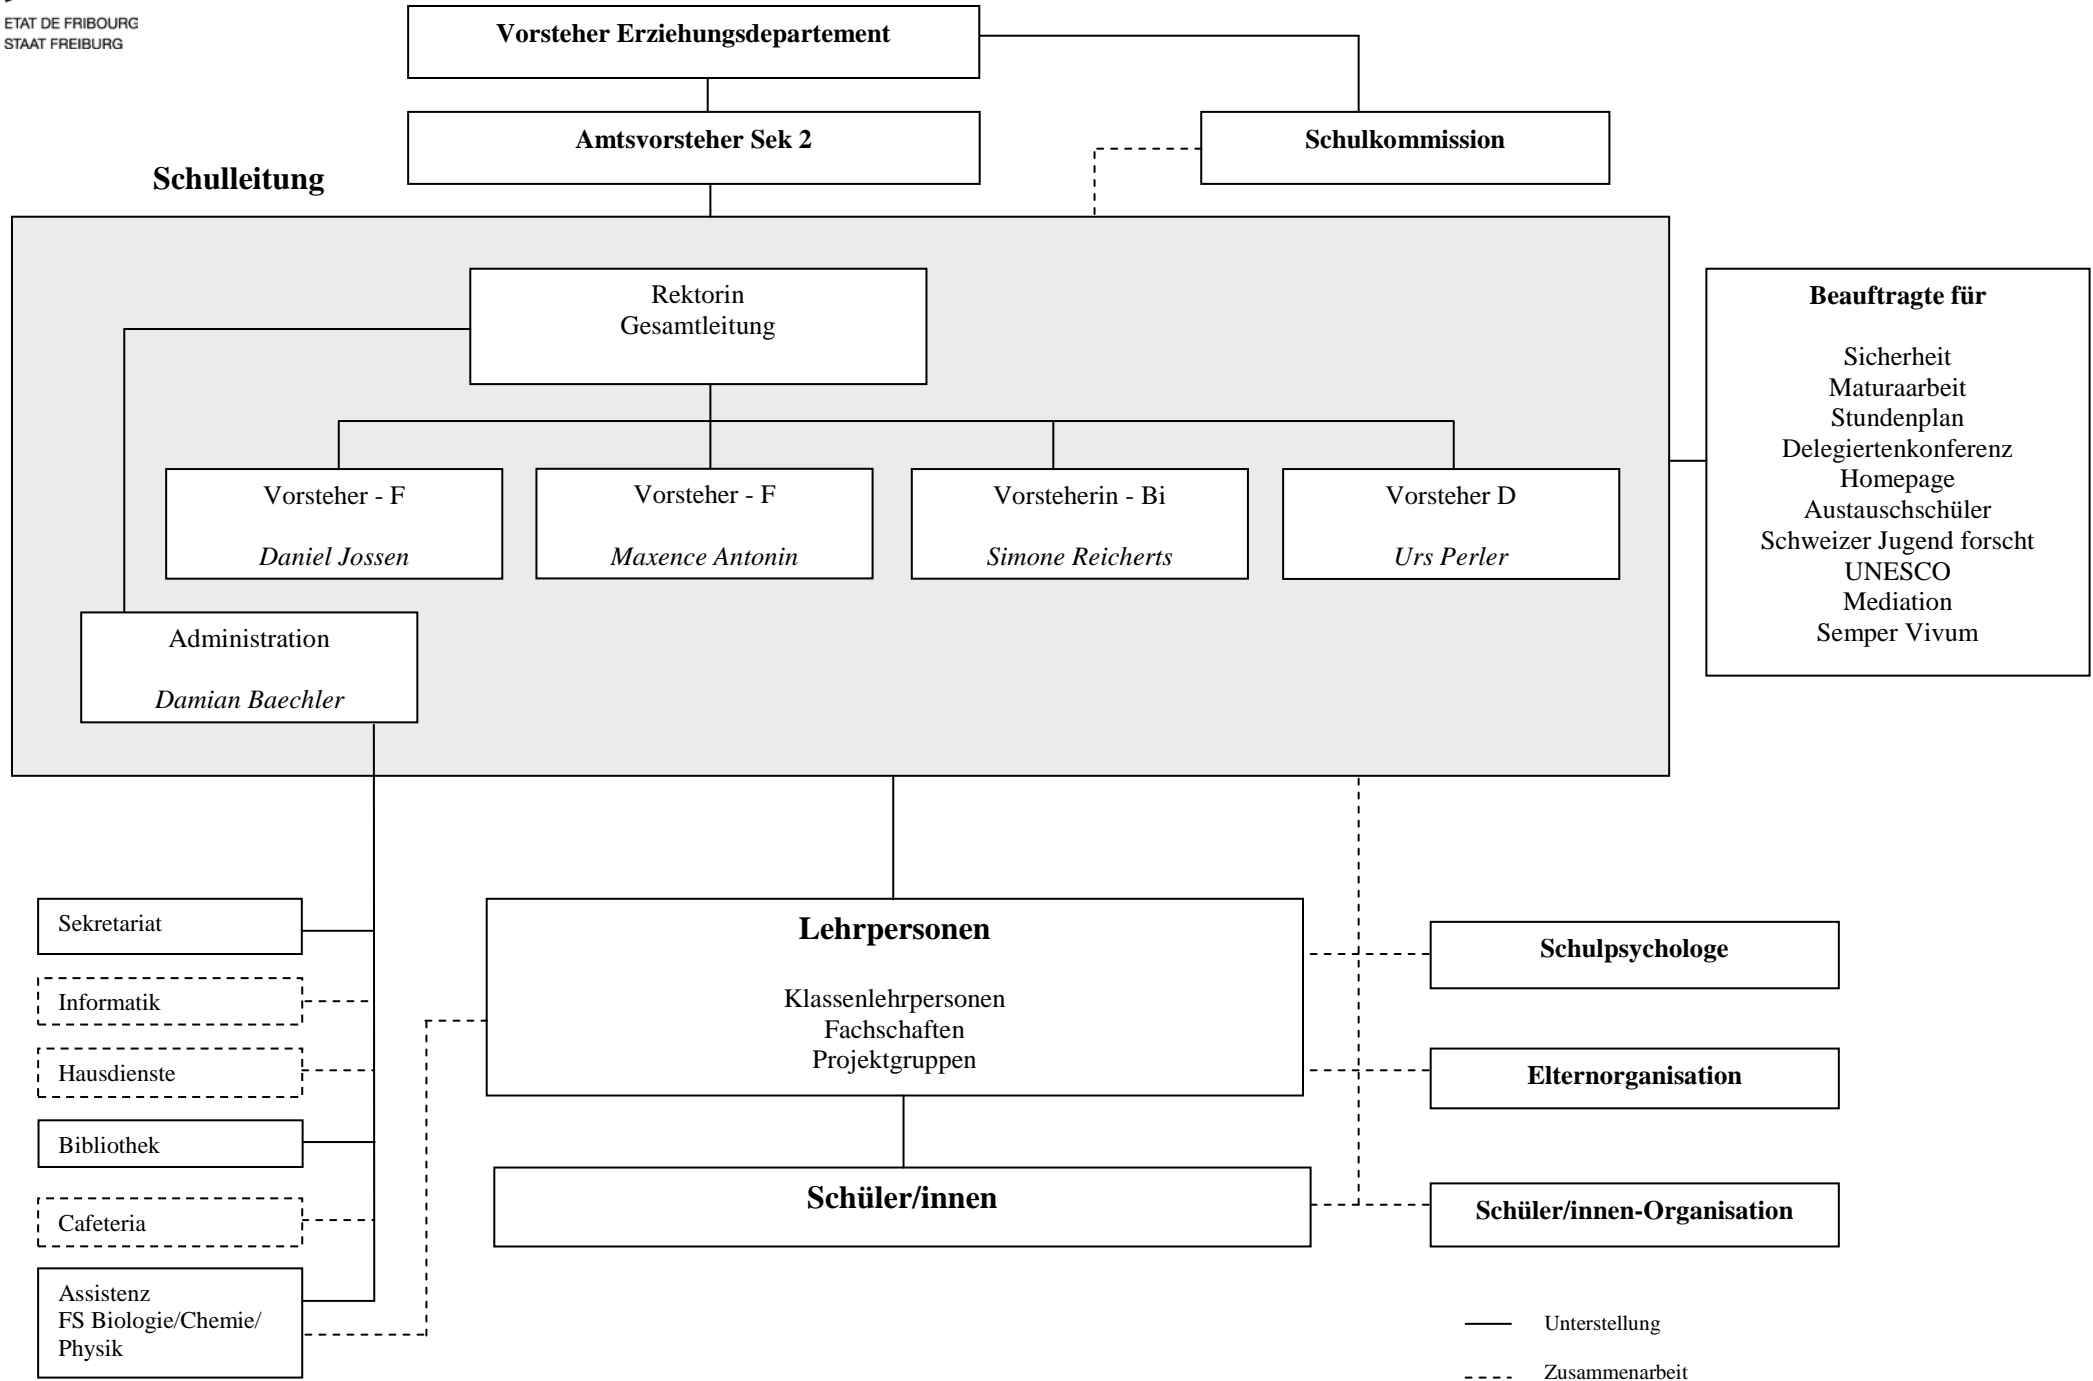 ETAT DE FRIBOURG
STAAT FREIBURG
Vorsteher Erziehungsdepartement
Amtsvorsteher Sek 2
Schulkommission
Schulleitung
Rektorin
Gesamtleitung
Vorsteher - F
Daniel Jossen
Vorsteher - F
Maxence Antonin
Vorsteherin - Bi
Simone Reicherts
Vorsteher D
Urs Perler
Administration
Damian Baechler
Beauftragte für
Sicherheit
Maturaarbeit
Stundenplan
Delegiertenkonferenz
Homepage
Austauschschüler
Schweizer Jugend forscht
UNESCO
Mediation
Semper Vivum
Sekretariat
Informatik
Hausdienste
Bibliothek
Cafeteria
Assistenz
FS Biologie/Chemie/
Physik
Lehrpersonen
Klassenlehrpersonen
Fachschaften
Projektgruppen
Schüler/innen
Schulpsychologe
Elternorganisation
Schüler/innen-Organisation
Unterstellung
Zusammenarbeit